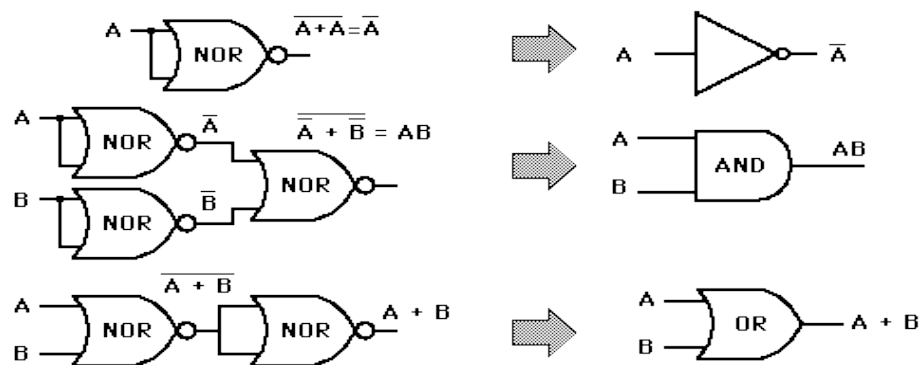 A NOR A̅+̅A̅=A̅ A A̅
A NOR A̅ A̅̅ ̅+̅ ̅B̅̅ = AB A AB
B NOR B̅ NOR B AND
A NOR A̅ ̅+̅ ̅B̅ NOR A + B A OR A + B
B B